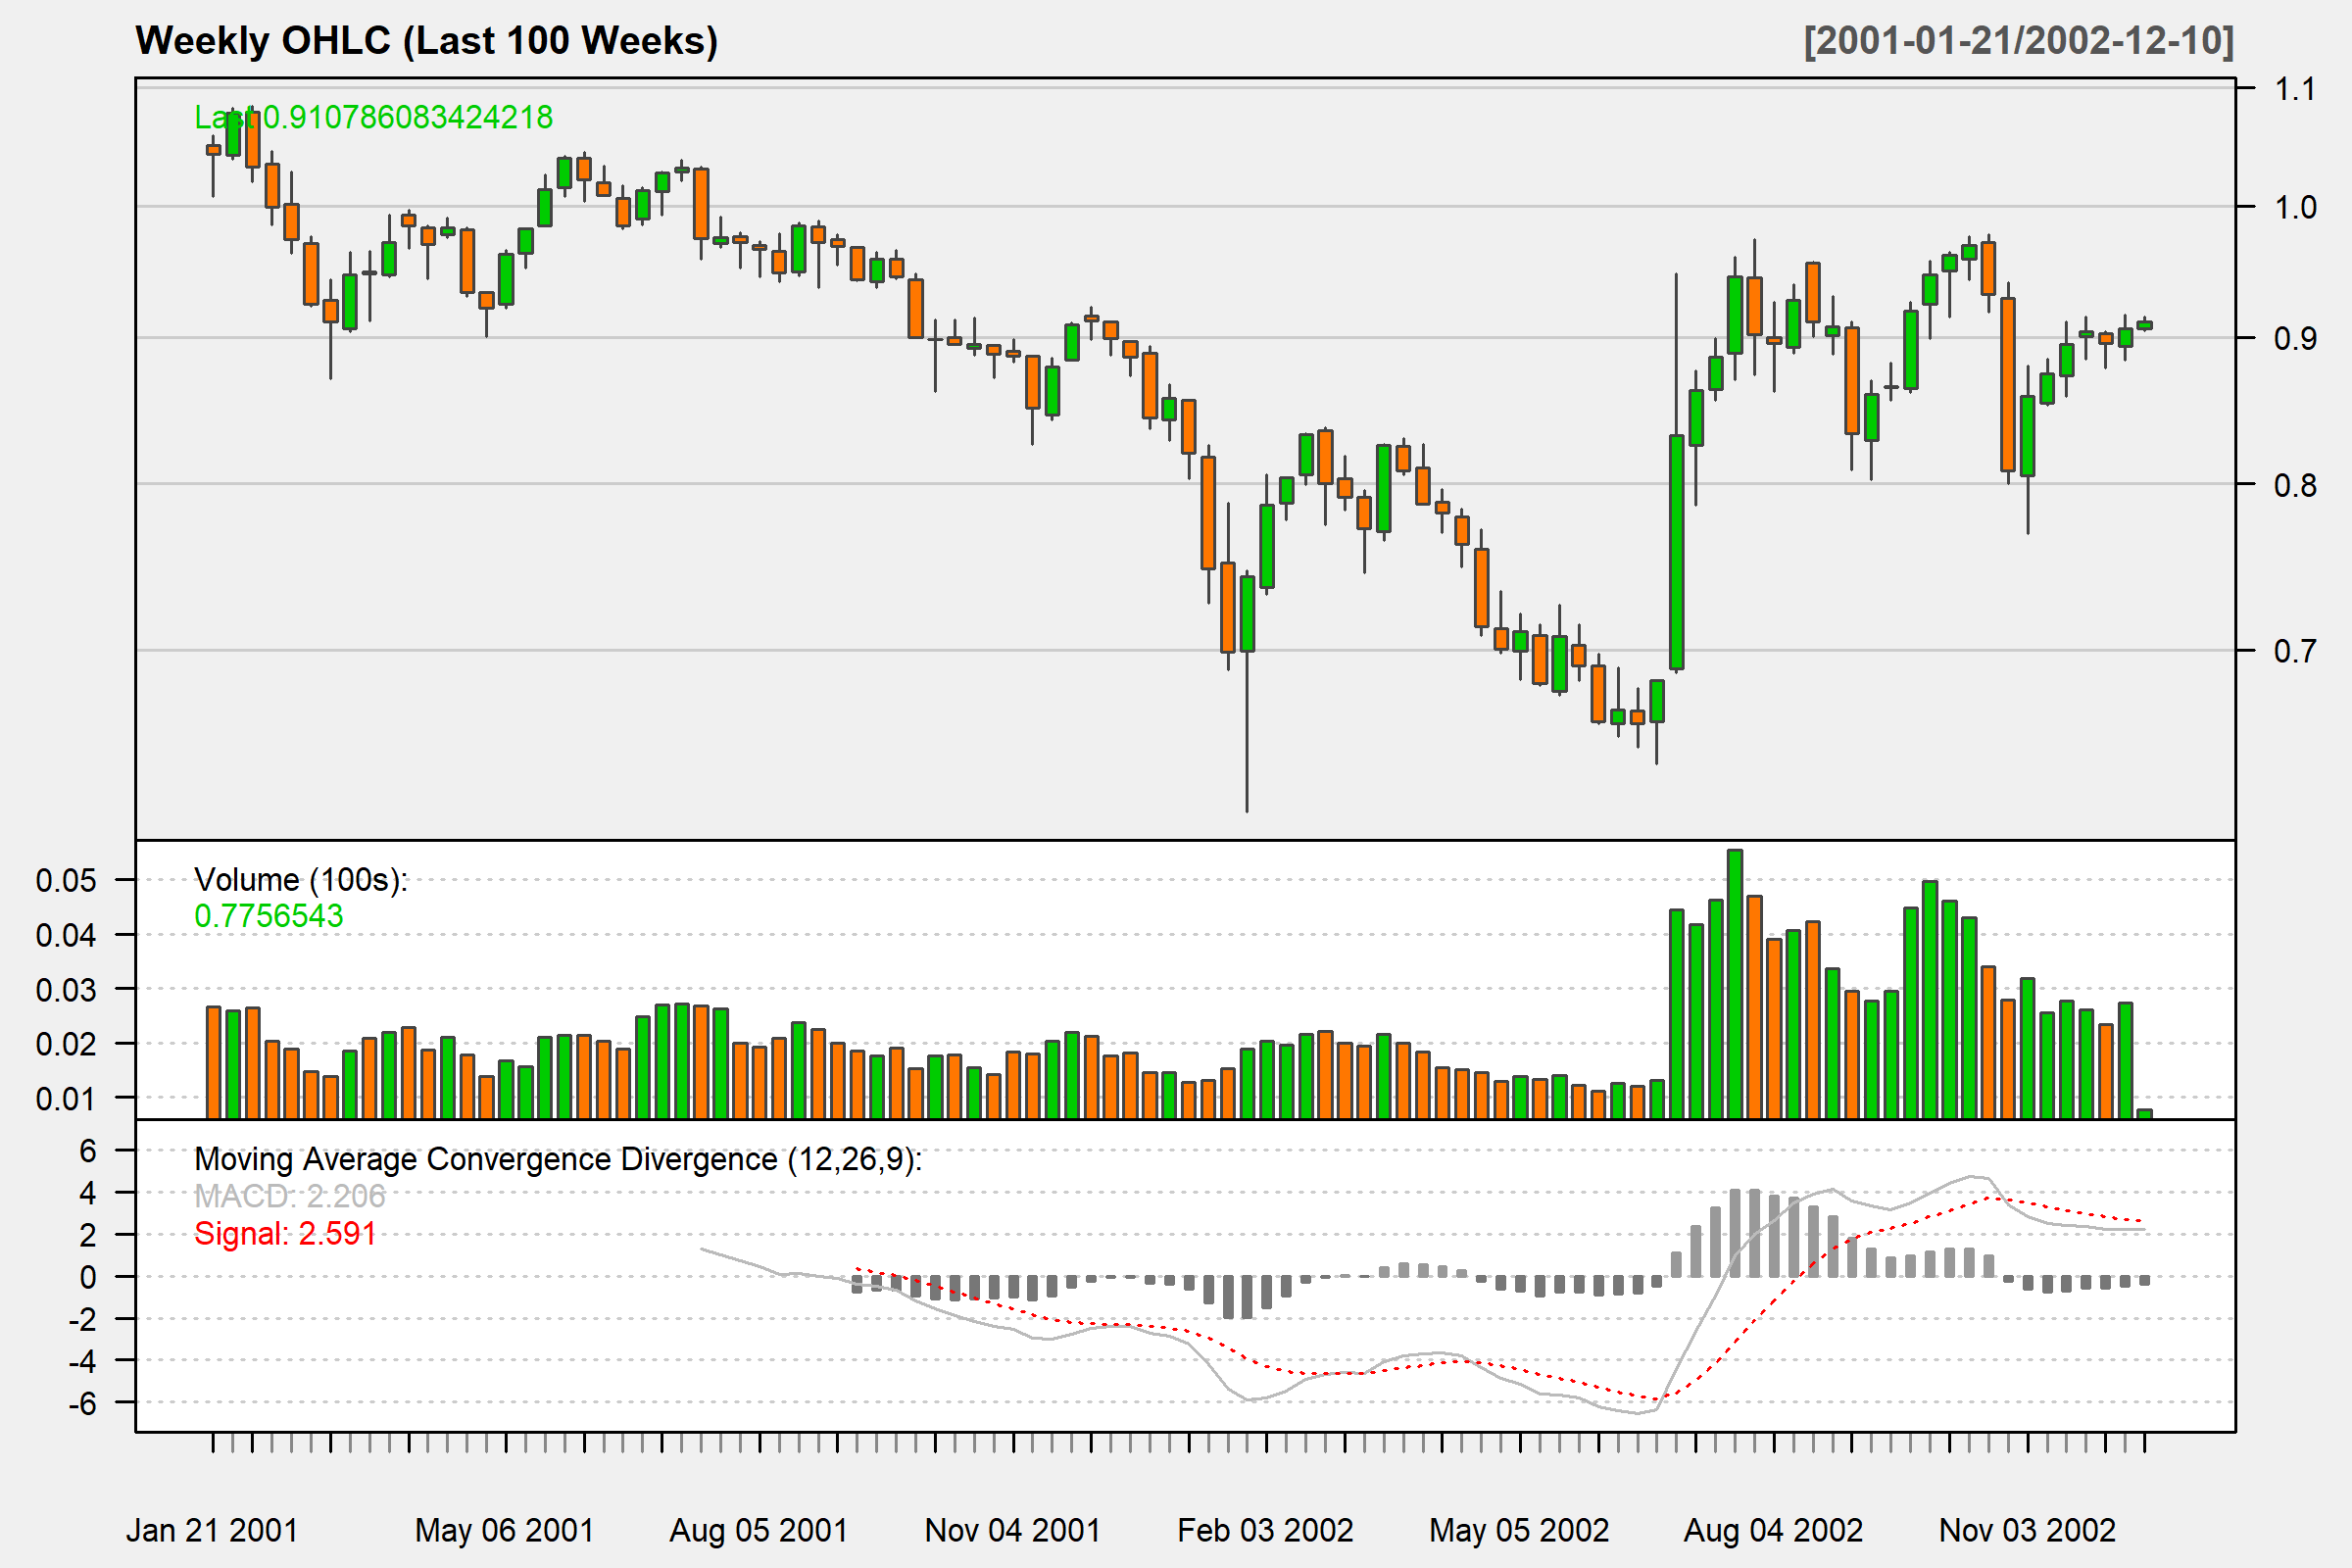 Weekly OHLC (Last 100 Weeks)
[2001-01-21/2002-12-10]
Last 0.910786083424218
1.1
1.0
0.9
0.8
0.7
Volume (100s):
0.7756543
0.05
0.04
0.03
0.02
0.01
Moving Average Convergence Divergence (12,26,9):
MACD: 2.206
Signal: 2.591
6
4
2
0
-2
-4
-6
Jan 21 2001 May 06 2001 Aug 05 2001 Nov 04 2001 Feb 03 2002 May 05 2002 Aug 04 2002 Nov 03 2002